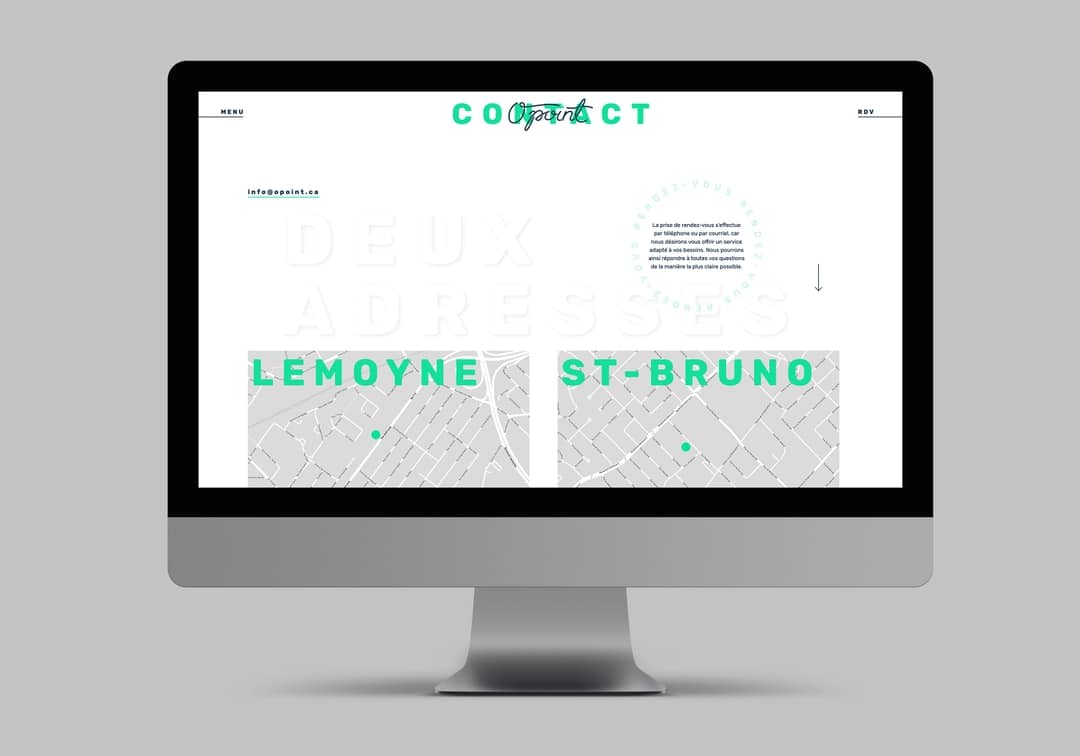 MENU
CONTACT
Opoint
RDV
info@opoint.ca
RENDEZ-VOUS RENDEZ-VOUS RENDEZ-VOUS
DEUX
ADRESSES
La prise de rendez-vous s'effectue
par téléphone ou par courriel, car
nous désirons vous offrir un service
adapté à vos besoins. Nous pourrons
ainsi répondre à toutes vos questions
de la manière la plus claire possible.
LEMOYNE
ST-BRUNO